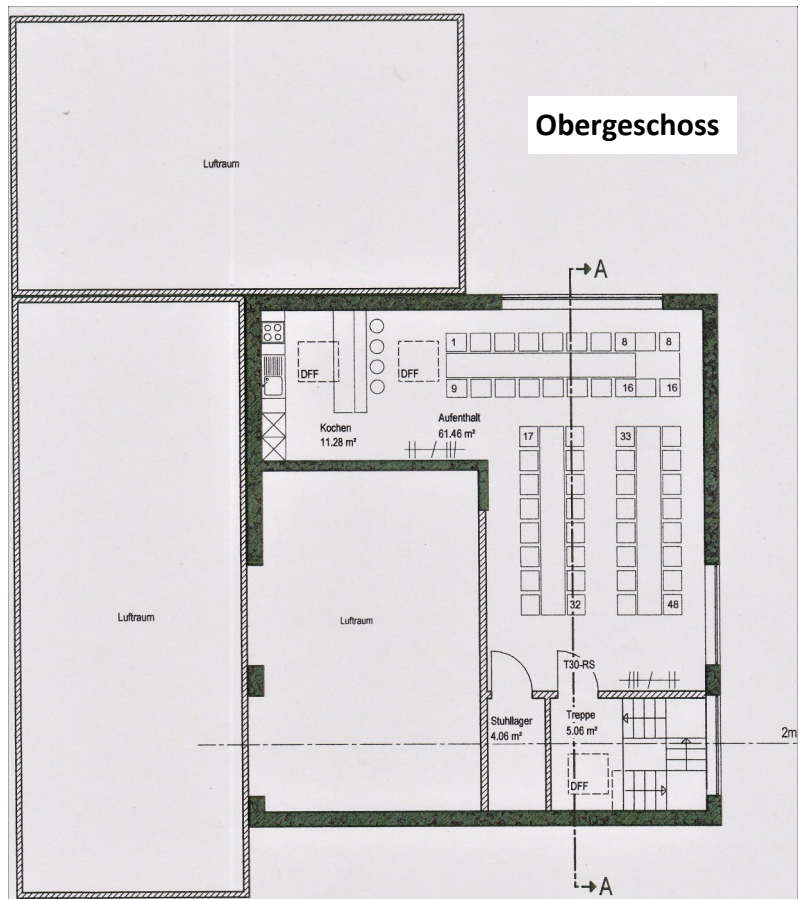 Obergeschoss
Luftraum
A
1 8 8
DFF DFF
9 16 16
Kochen
11.28 m²
Aufenthalt
61.46 m²
17 33
Luftraum
Luftraum
32 48
T30-RS
Stuhllager
4.06 m²
Treppe
5.06 m²
2m
DFF
A